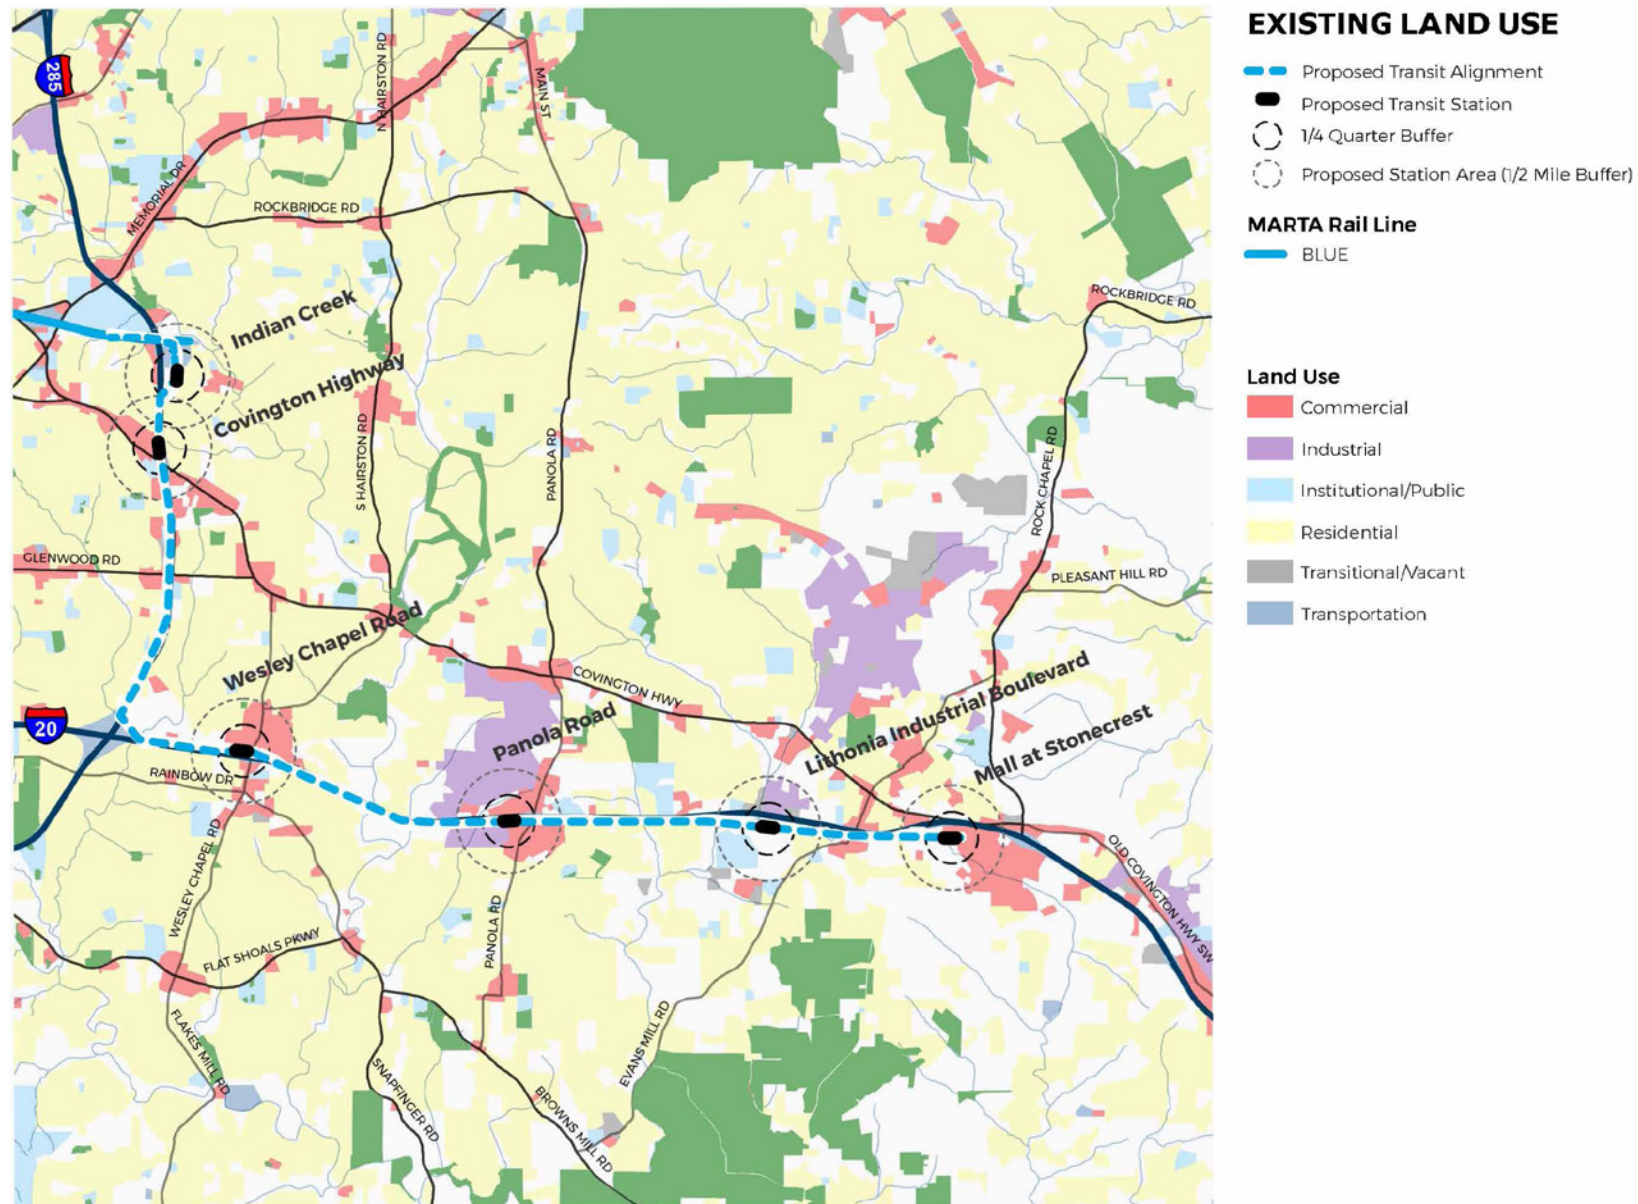 EXISTING LAND USE
Proposed Transit Alignment
Proposed Transit Station
1/4 Quarter Buffer
Proposed Station Area (1/2 Mile Buffer)
MARTA Rail Line
BLUE
Land Use
Commercial
Industrial
Institutional/Public
Residential
Transitional/Vacant
Transportation
285
N HAIRSTON RD
MAIN ST
MEMORIAL DR
ROCKBRIDGE RD
ROCKBRIDGE RD
Indian Creek
Covington Highway
S HAIRSTON RD
PANOLA RD
ROCK CHAPEL RD
GLENWOOD RD
PLEASANT HILL RD
Wesley Chapel Road
COVINGTON HWY
Panola Road
Lithonia Industrial Boulevard
Mall at Stonecrest
20
RAINBOW DR
WESLEY CHAPEL RD
OLD COVINGTON HWY SW
FLAT SHOALS PKWY
PANOLA RD
FLAKES MILL RD
EVANS MILL RD
SNAPFINGER RD
BROWNS MILL RD